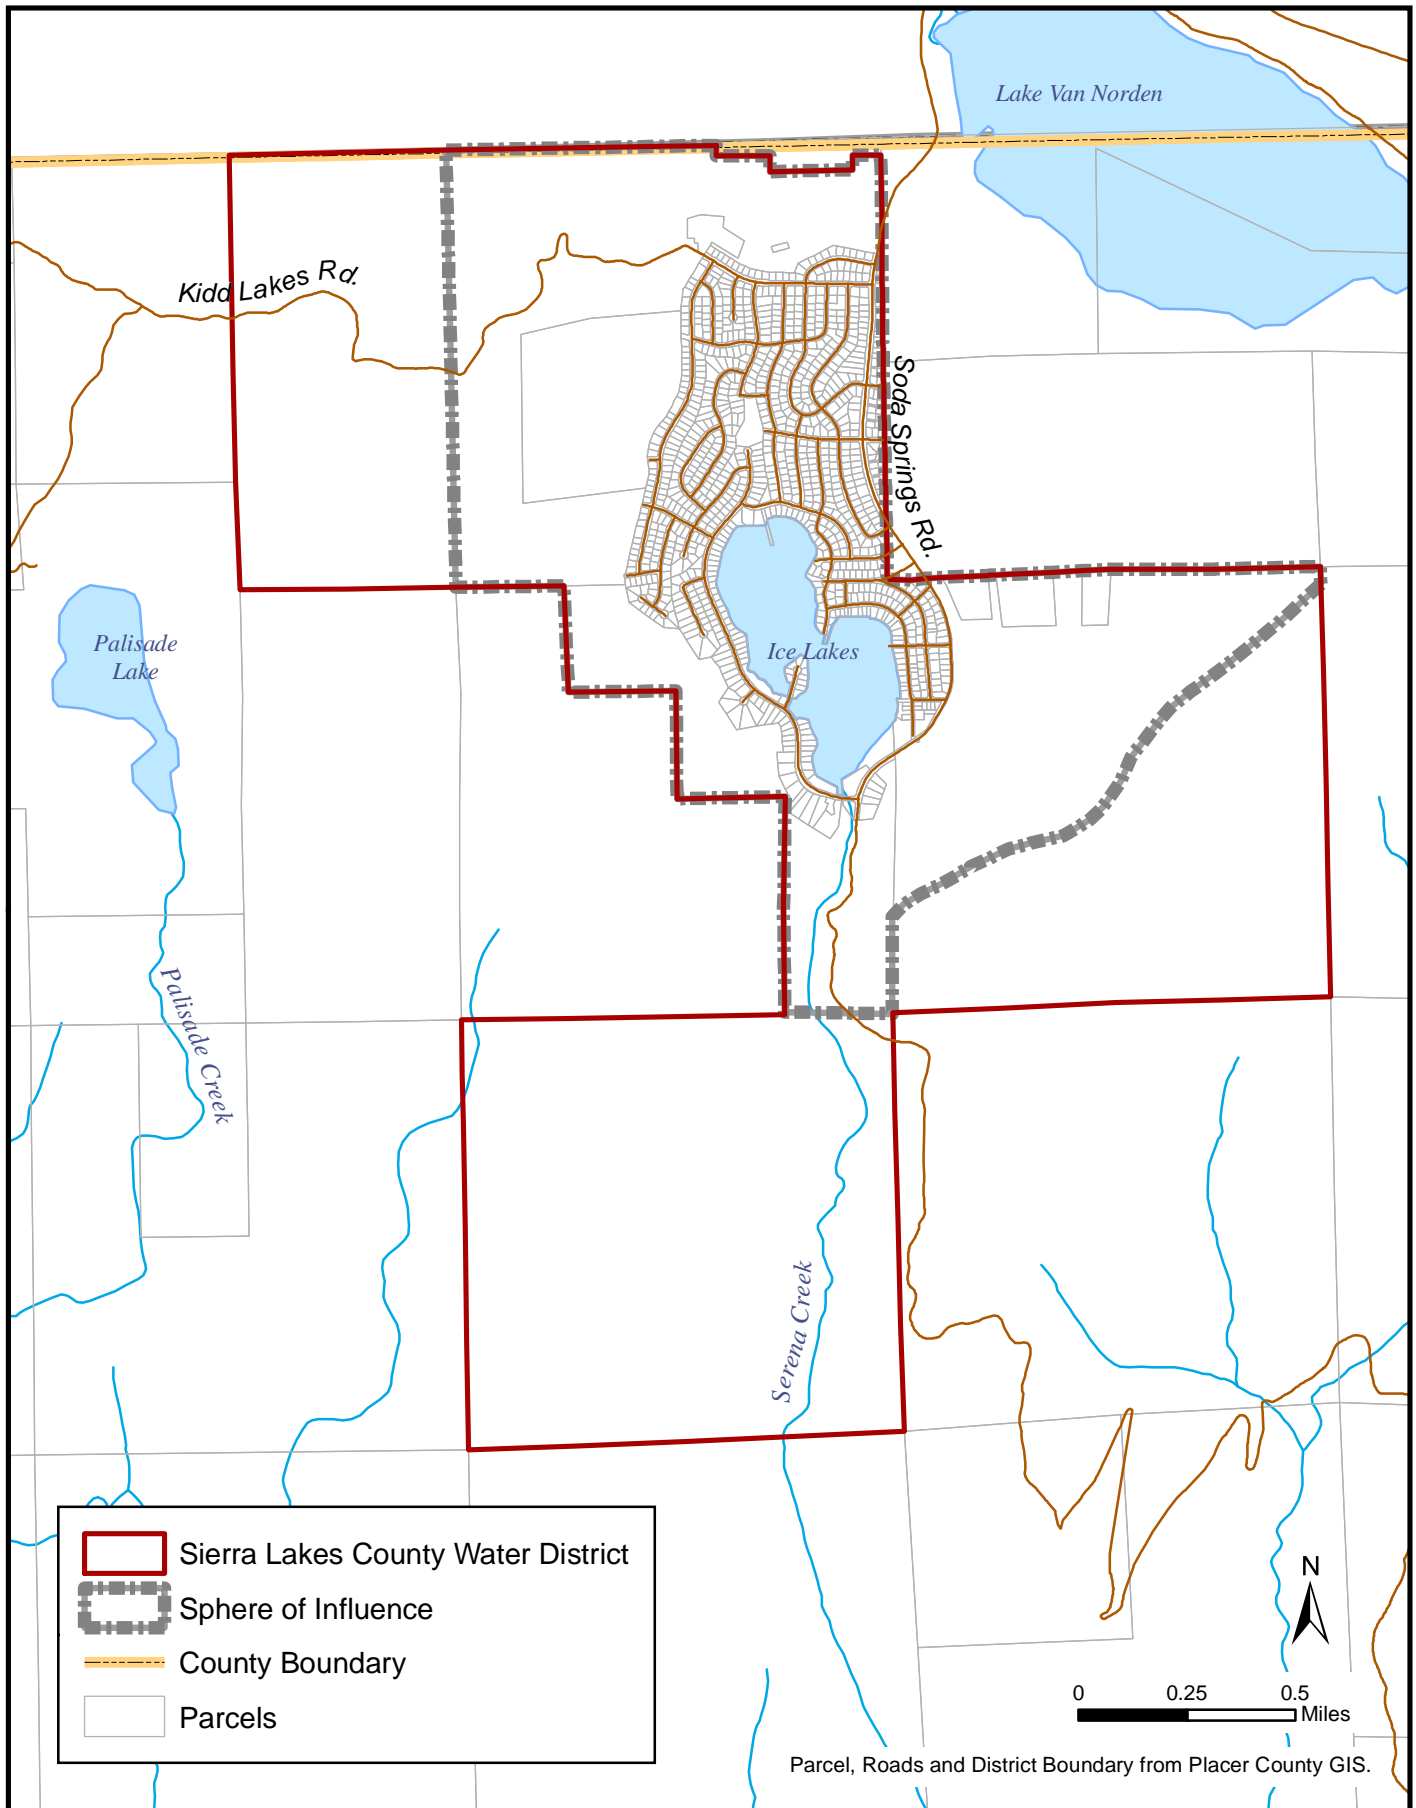 Lake Van Norden
Kidd Lakes Rd.
Soda Springs Rd.
Palisade
Lake
Ice Lakes
Palisade Creek
Serena Creek
Sierra Lakes County Water District
Sphere of Influence
County Boundary
Parcels
N
0 0.25 0.5
Miles
Parcel, Roads and District Boundary from Placer County GIS.